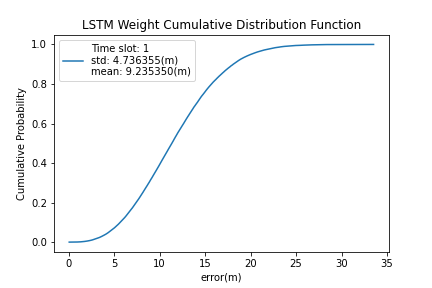 LSTM Weight Cumulative Distribution Function
Time slot: 1
std: 4.736355(m)
mean: 9.235350(m)
Cumulative Probability
1.0
0.8
0.6
0.4
0.2
0.0
0 5 10 15 20 25 30 35
error(m)